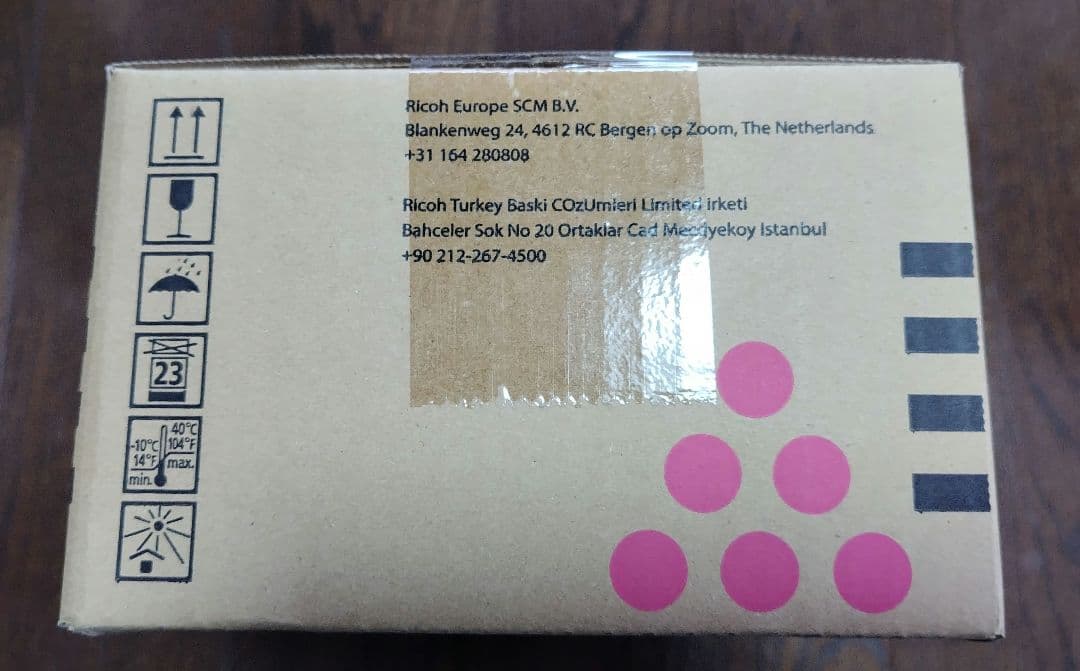 Ricoh Europe SCM B.V.
Blankenweg 24, 4612 RC Bergen op Zoom, The Netherlands
+31 164 280808
Ricoh Turkey Baski COzUmleri Limited irketi
Bahceler Sok No 20 Ortaklar Cad Mecdyekoy Istanbul
+90 212-267-4500
23
40°C
-10°C 104°F
14°F max.
min.